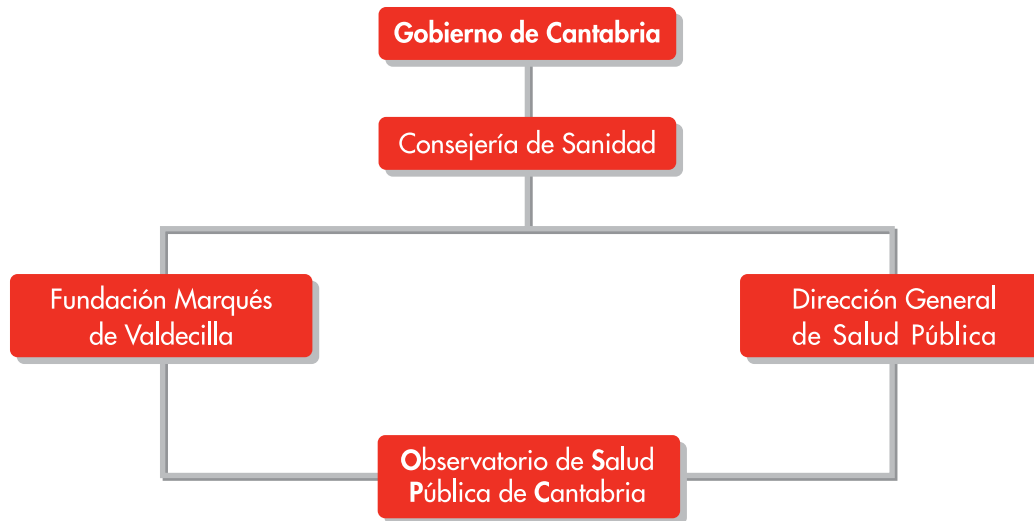 Gobierno de Cantabria
Consejería de Sanidad
Fundación Marqués
de Valdecilla
Dirección General
de Salud Pública
Observatorio de Salud
Pública de Cantabria